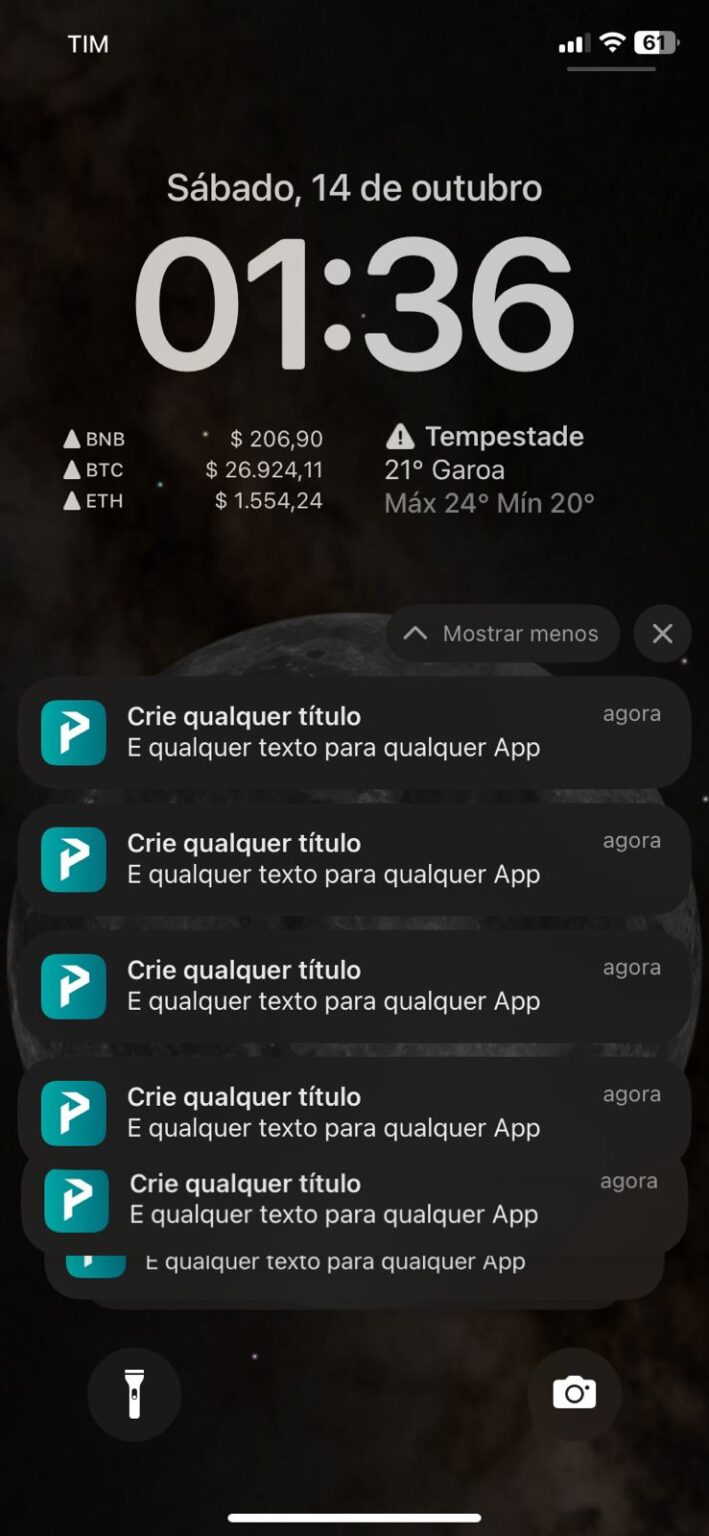 TIM
61
Sábado, 14 de outubro
01:36
BNB $ 206,90
BTC $ 26.924,11
ETH $ 1.554,24
Tempestade
21° Garoa
Máx 24° Mín 20°
Mostrar menos
Crie qualquer título agora
E qualquer texto para qualquer App
Crie qualquer título agora
E qualquer texto para qualquer App
Crie qualquer título agora
E qualquer texto para qualquer App
Crie qualquer título agora
E qualquer texto para qualquer App
Crie qualquer título agora
E qualquer texto para qualquer App
E qualquer texto para qualquer App